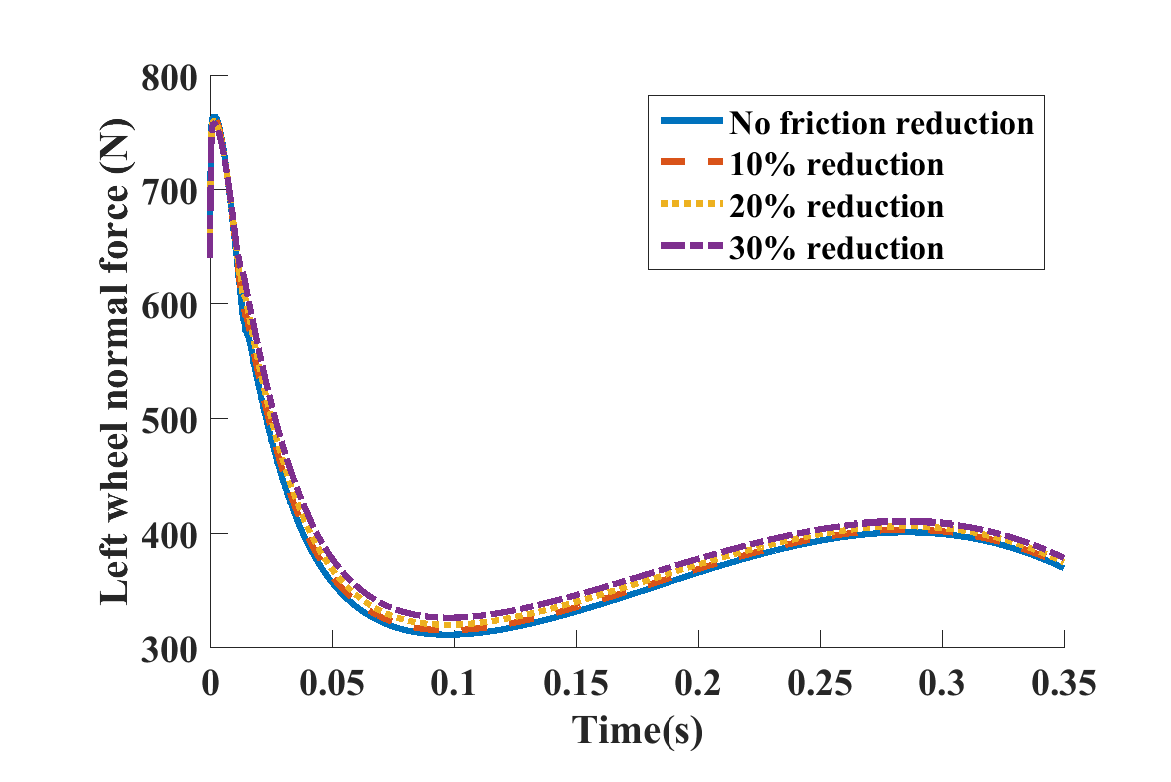 Left wheel normal force (N)
800
700
600
500
400
300
0
0.05
0.1
0.15
0.2
0.25
0.3
0.35
Time(s)
No friction reduction
10% reduction
20% reduction
30% reduction